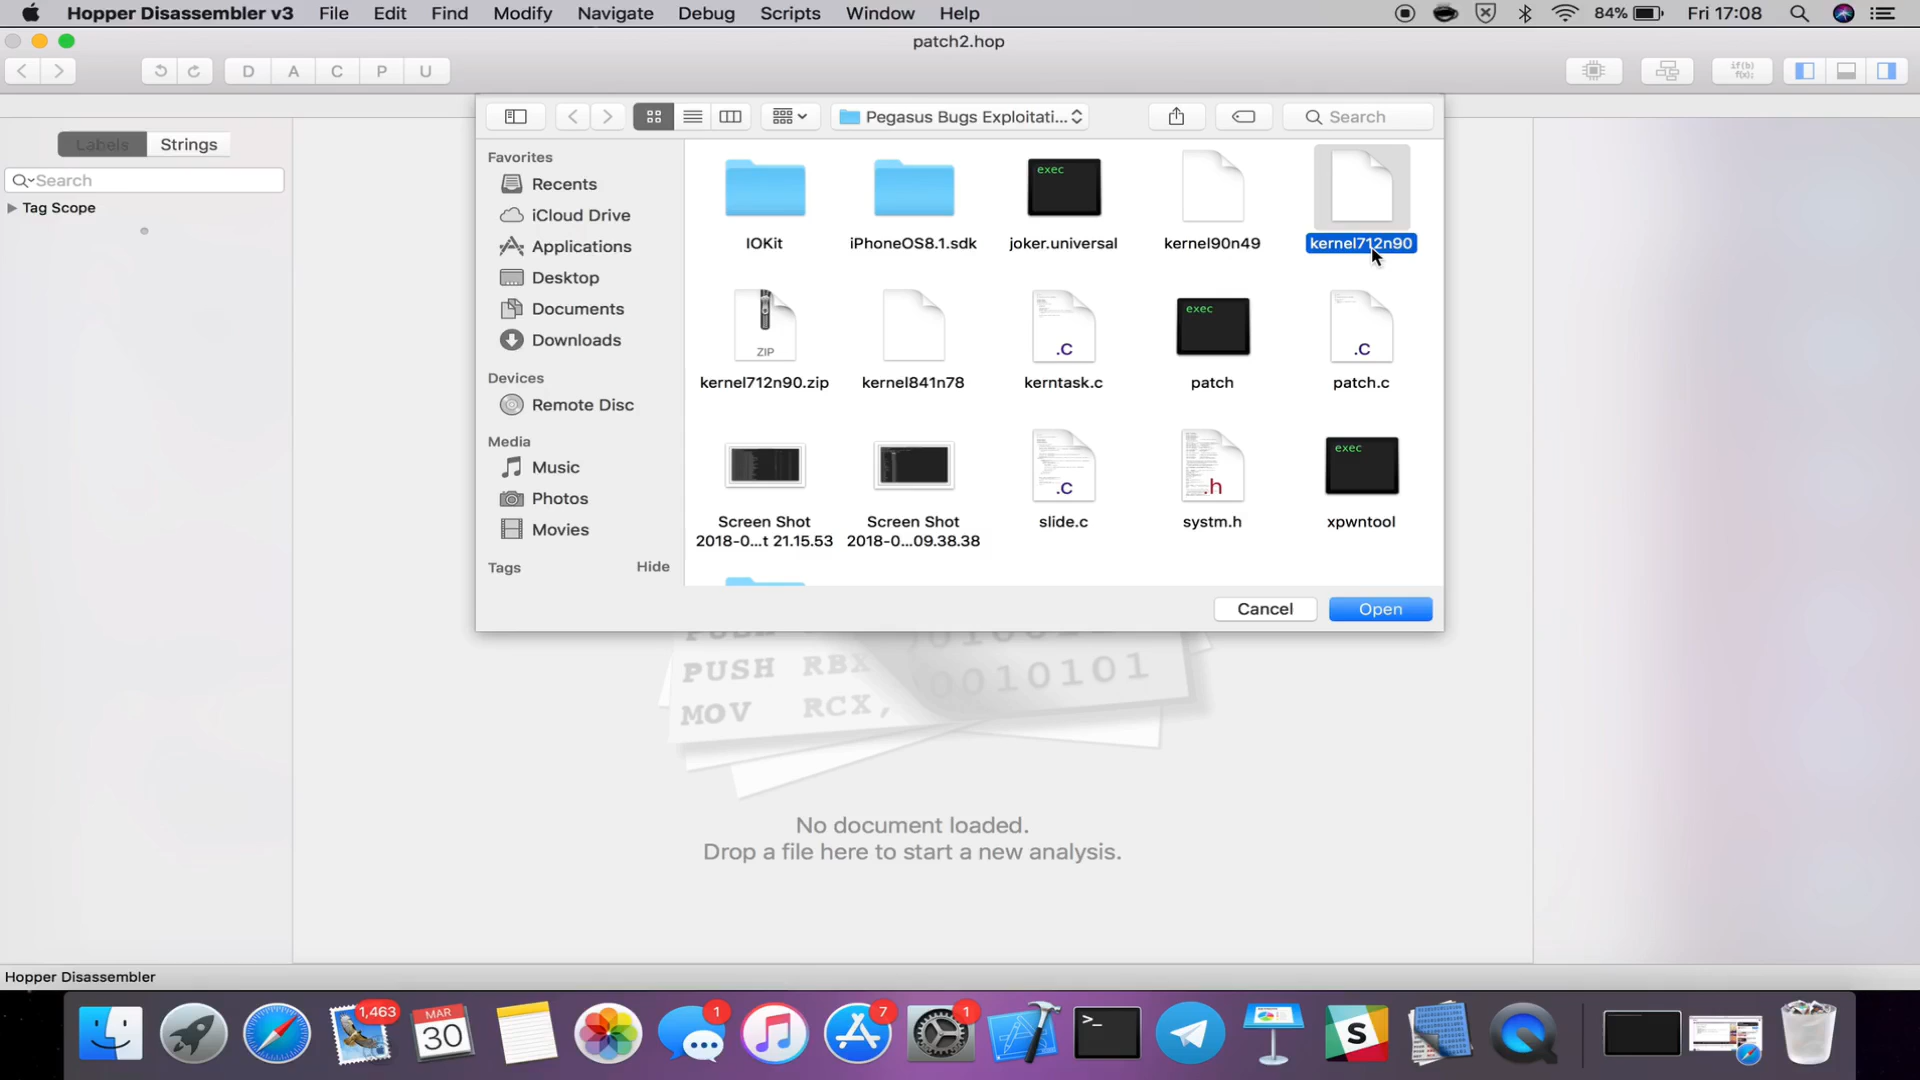 Hopper Disassembler v3 File Edit Find Modify Navigate Debug Scripts Window Help 84% Fri 17:08
patch2.hop
D A C P U if(b) f(x);
Pegasus Bugs Exploitati... Search
Labels Strings
Search
Tag Scope
Favorites
Recents
iCloud Drive
Applications
Desktop
Documents
Downloads
Devices
Remote Disc
Media
Music
Photos
Movies
Tags Hide
exec
IOKit iPhoneOS8.1.sdk joker.universal kernel90n49 kernel712n90
ZIP .C exec .C
kernel712n90.zip kernel841n78 kerntask.c patch patch.c
.C .h exec
Screen Shot Screen Shot slide.c systm.h xpwntool
2018-0...t 21.15.53 2018-0...09.38.38
Cancel Open
PUSH RBX
0010101
MOV RCX,
No document loaded.
Drop a file here to start a new analysis.
Hopper Disassembler
1,463 MAR 30 1 7 1 >_ S